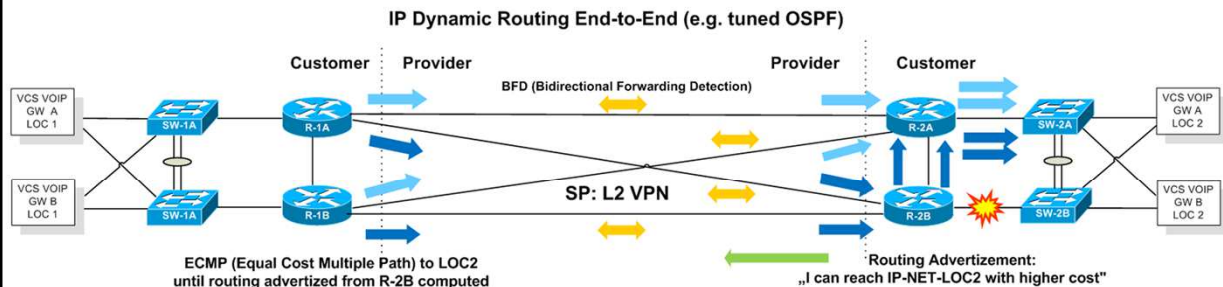 IP Dynamic Routing End-to-End (e.g. tuned OSPF)
Customer
Provider
Provider
Customer
BFD (Bidirectional Forwarding Detection)
VCS VOIP
GW A
LOC 1
SW-1A
R-1A
R-2A
SW-2A
VCS VOIP
GW A
LOC 2
VCS VOIP
GW B
LOC 1
SW-1A
R-1B
SP: L2 VPN
R-2B
SW-2B
VCS VOIP
GW B
LOC 2
ECMP (Equal Cost Multiple Path) to LOC2
until routing advertized from R-2B computed
Routing Advertizement:
„I can reach IP-NET-LOC2 with higher cost"